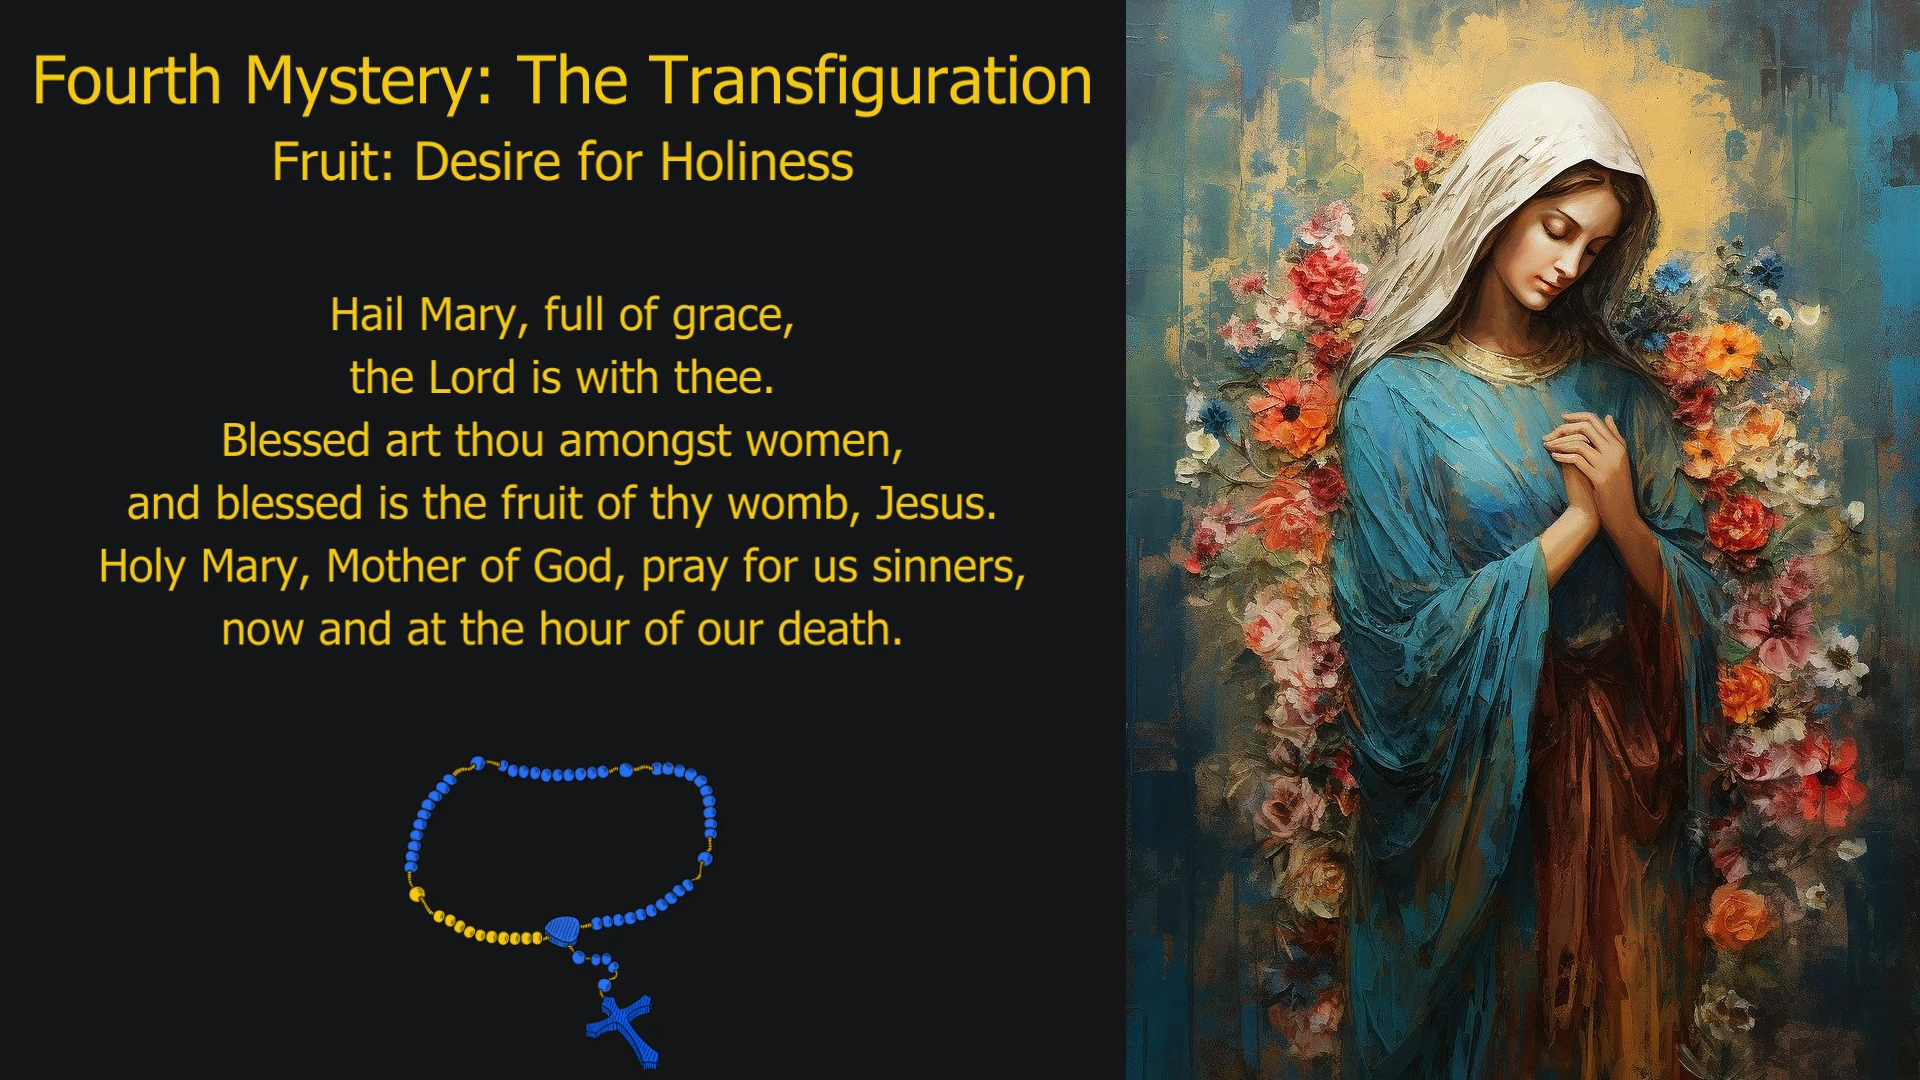 Fourth Mystery: The Transfiguration
Fruit: Desire for Holiness
Hail Mary, full of grace,
the Lord is with thee.
Blessed art thou amongst women,
and blessed is the fruit of thy womb, Jesus.
Holy Mary, Mother of God, pray for us sinners,
now and at the hour of our death.